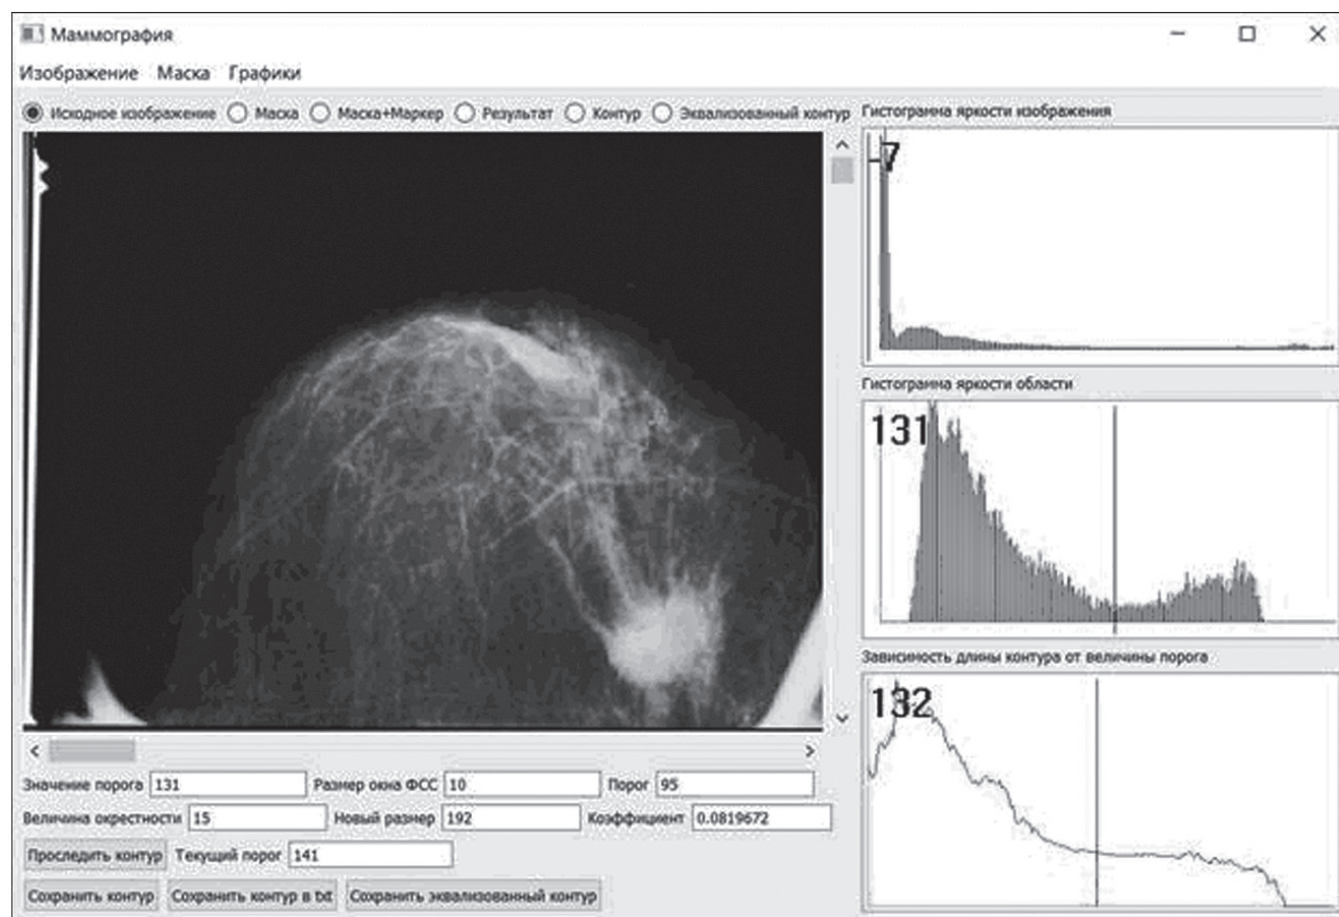 Маммография
Изображение Маска Графики
Исходное изображение Маска Маска+Маркер Результат Контур Эквализованный контур
Гистограмма яркости изображения
-7
Гистограмма яркости области
131
Зависимость длины контура от величины порога
132
Значение порога 131 Размер окна ФСС 10 Порог 95
Величина окрестности 15 Новый размер 192 Коэффициент 0.0819672
Проследить контур Текущий порог 141
Сохранить контур Сохранить контур в txt Сохранить эквализованный контур